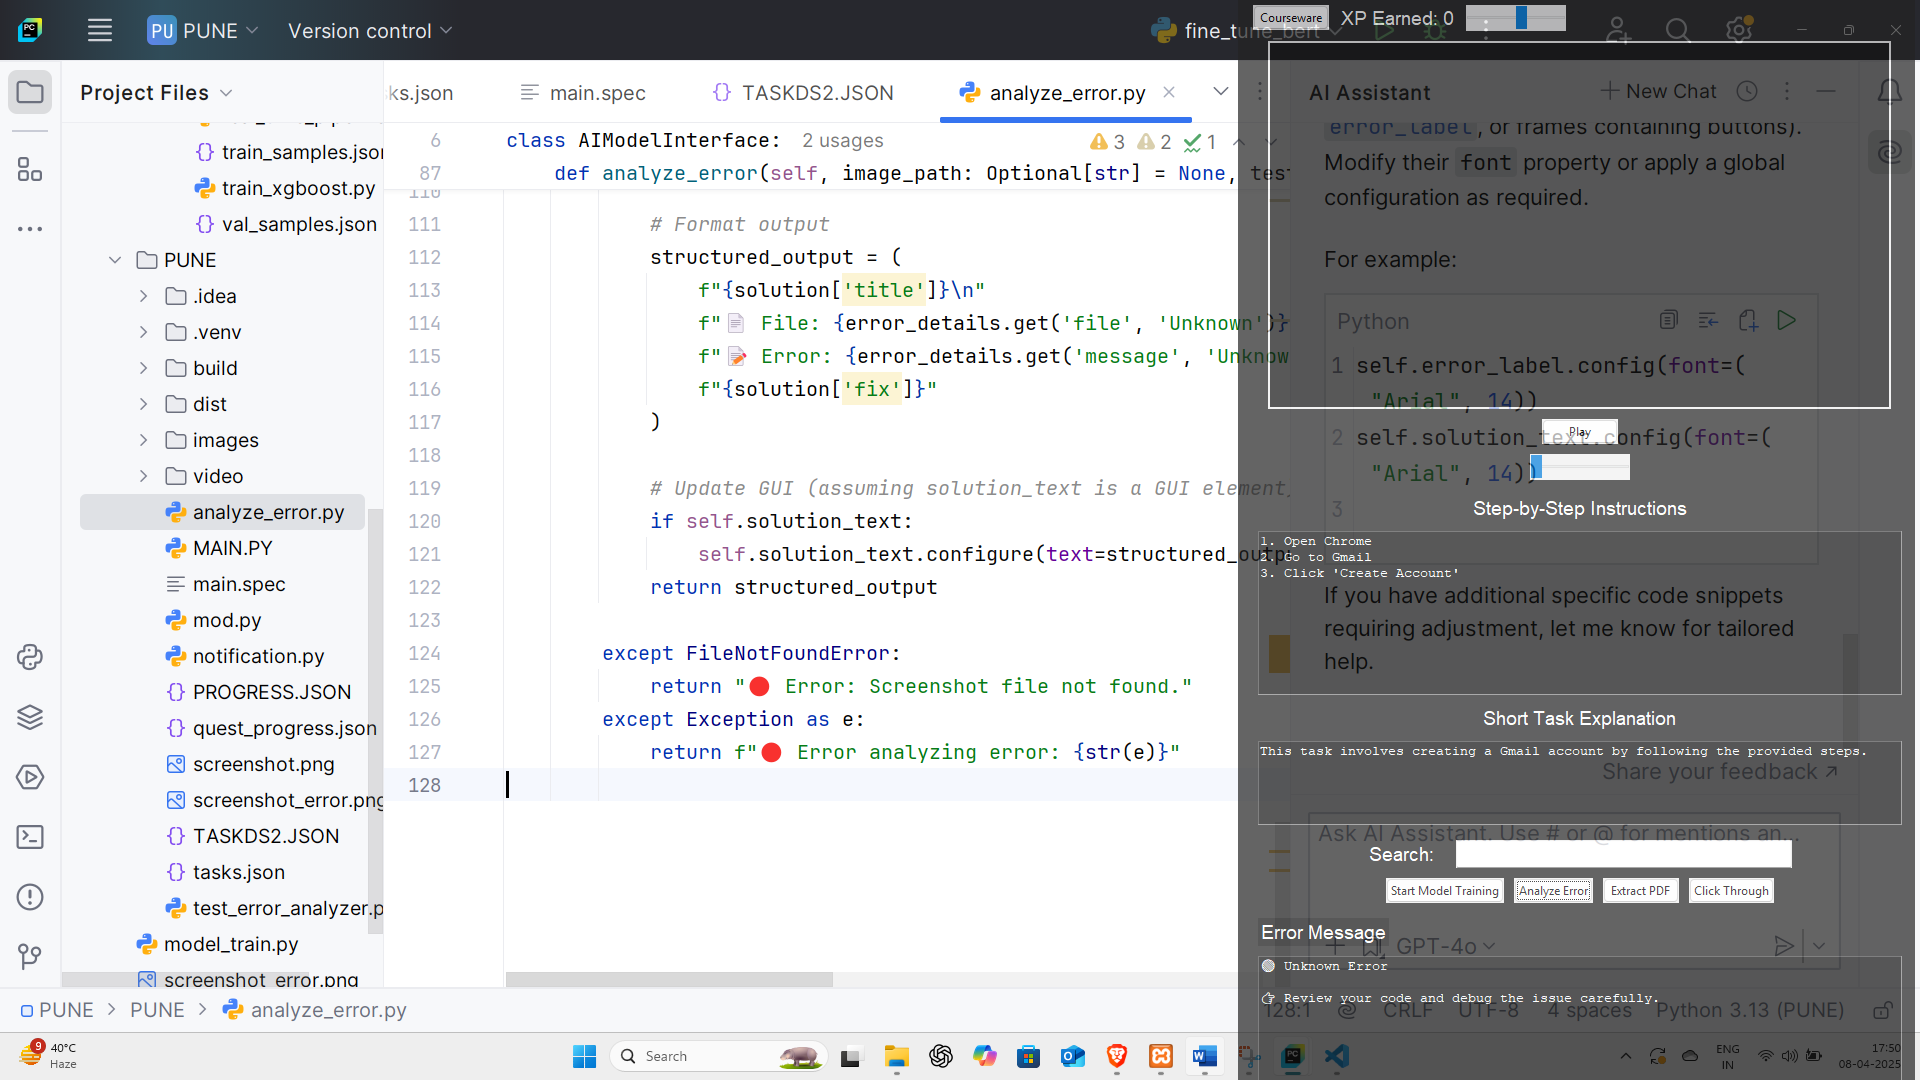 PU PUNE
Version control
fine_tune_bert
Courseware
XP Earned: 0
Project Files
ks.json
main.spec
TASKDS2.JSON
analyze_error.py
AI Assistant
New Chat
train_samples.jso
train_xgboost.py
val_samples.json
PUNE
.idea
.venv
build
dist
images
video
analyze_error.py
MAIN.PY
main.spec
mod.py
notification.py
PROGRESS.JSON
quest_progress.json
screenshot.png
screenshot_error.png
TASKDS2.JSON
tasks.json
test_error_analyzer.p
model_train.py
screenshot_error.png
6 class AIModelInterface: 2 usages
3 2 1
87 def analyze_error(self, image_path: Optional[str] = None, test
110
111 # Format output
112 structured_output = (
113 f"{solution['title']}\n"
114 f"📄 File: {error_details.get('file', 'Unknown')}
115 f"📝 Error: {error_details.get('message', 'Unknow
116 f"{solution['fix']}"
117 )
118
119 # Update GUI (assuming solution_text is a GUI element
120 if self.solution_text:
121 self.solution_text.configure(text=structured_outp
122 return structured_output
123
124 except FileNotFoundError:
125 return "🔴 Error: Screenshot file not found."
126 except Exception as e:
127 return f"🔴 Error analyzing error: {str(e)}"
128
error_label, or frames containing buttons).
Modify their font property or apply a global
configuration as required.
For example:
Python
1 self.error_label.config(font=(
"Arial", 14))
2 self.solution_text.config(font=(
"Arial", 14))
3
Play
Step-by-Step Instructions
1. Open Chrome
2. Go to Gmail
3. Click 'Create Account'
If you have additional specific code snippets
requiring adjustment, let me know for tailored
help.
Short Task Explanation
This task involves creating a Gmail account by following the provided steps.
Share your feedback ↗
Ask AI Assistant. Use # or @ for mentions an...
Search:
Start Model Training
Analyze Error
Extract PDF
Click Through
Error Message
GPT-4o
Unknown Error
Review your code and debug the issue carefully.
PUNE > PUNE > analyze_error.py
128:1 CRLF UTF-8 4 spaces Python 3.13 (PUNE)
9
40°C
Haze
Search
ENG
IN
17:50
08-04-2025